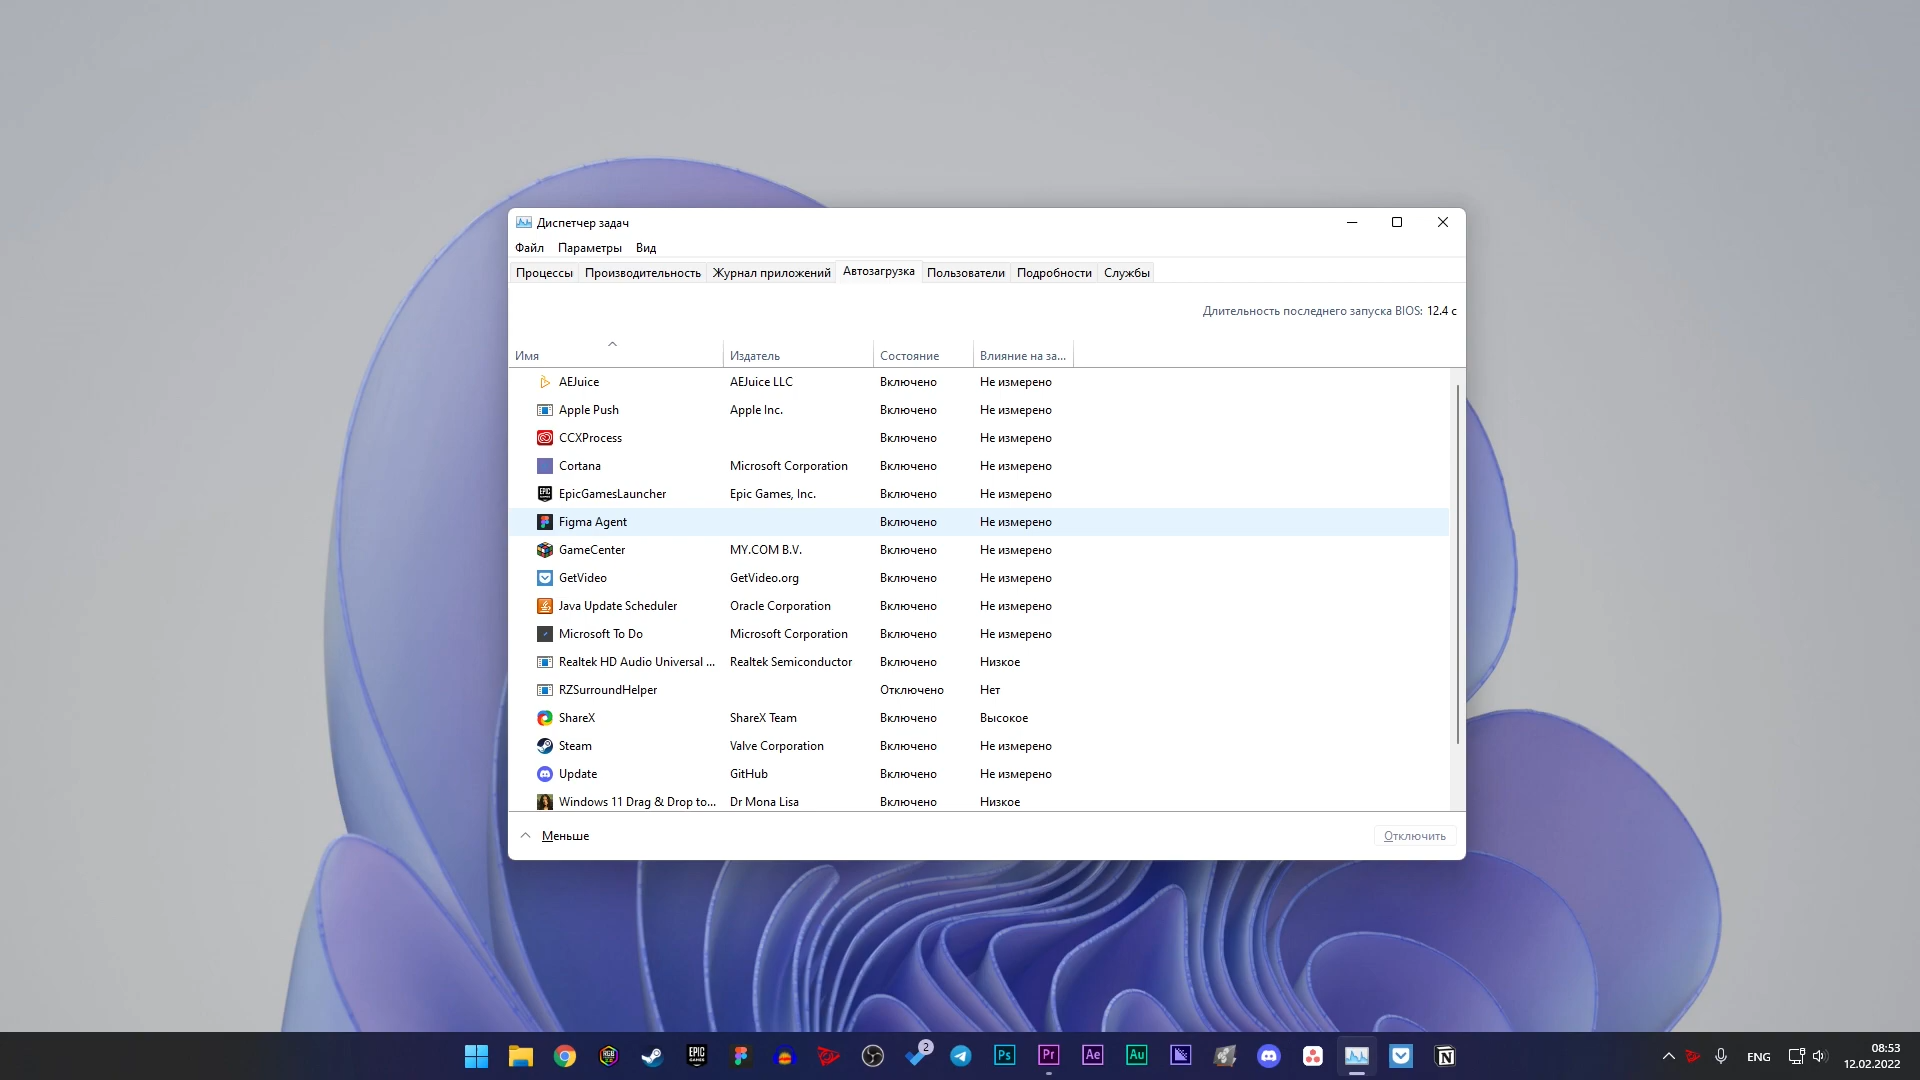 Диспетчер задач
Файл Параметры Вид
Процессы Производительность Журнал приложений Автозагрузка Пользователи Подробности Службы
Длительность последнего запуска BIOS: 12.4 с
Имя Издатель Состояние Влияние на за...
AEJuice AEJuice LLC Включено Не измерено
Apple Push Apple Inc. Включено Не измерено
CCXProcess Включено Не измерено
Cortana Microsoft Corporation Включено Не измерено
EpicGamesLauncher Epic Games, Inc. Включено Не измерено
Figma Agent Включено Не измерено
GameCenter MY.COM B.V. Включено Не измерено
GetVideo GetVideo.org Включено Не измерено
Java Update Scheduler Oracle Corporation Включено Не измерено
Microsoft To Do Microsoft Corporation Включено Не измерено
Realtek HD Audio Universal ... Realtek Semiconductor Включено Низкое
RZSurroundHelper Отключено Нет
ShareX ShareX Team Включено Высокое
Steam Valve Corporation Включено Не измерено
Update GitHub Включено Не измерено
Windows 11 Drag & Drop to... Dr Mona Lisa Включено Низкое
Меньше Отключить
EPIC GAMES 2 Ps Pr Ae Au ENG 08:53
12.02.2022